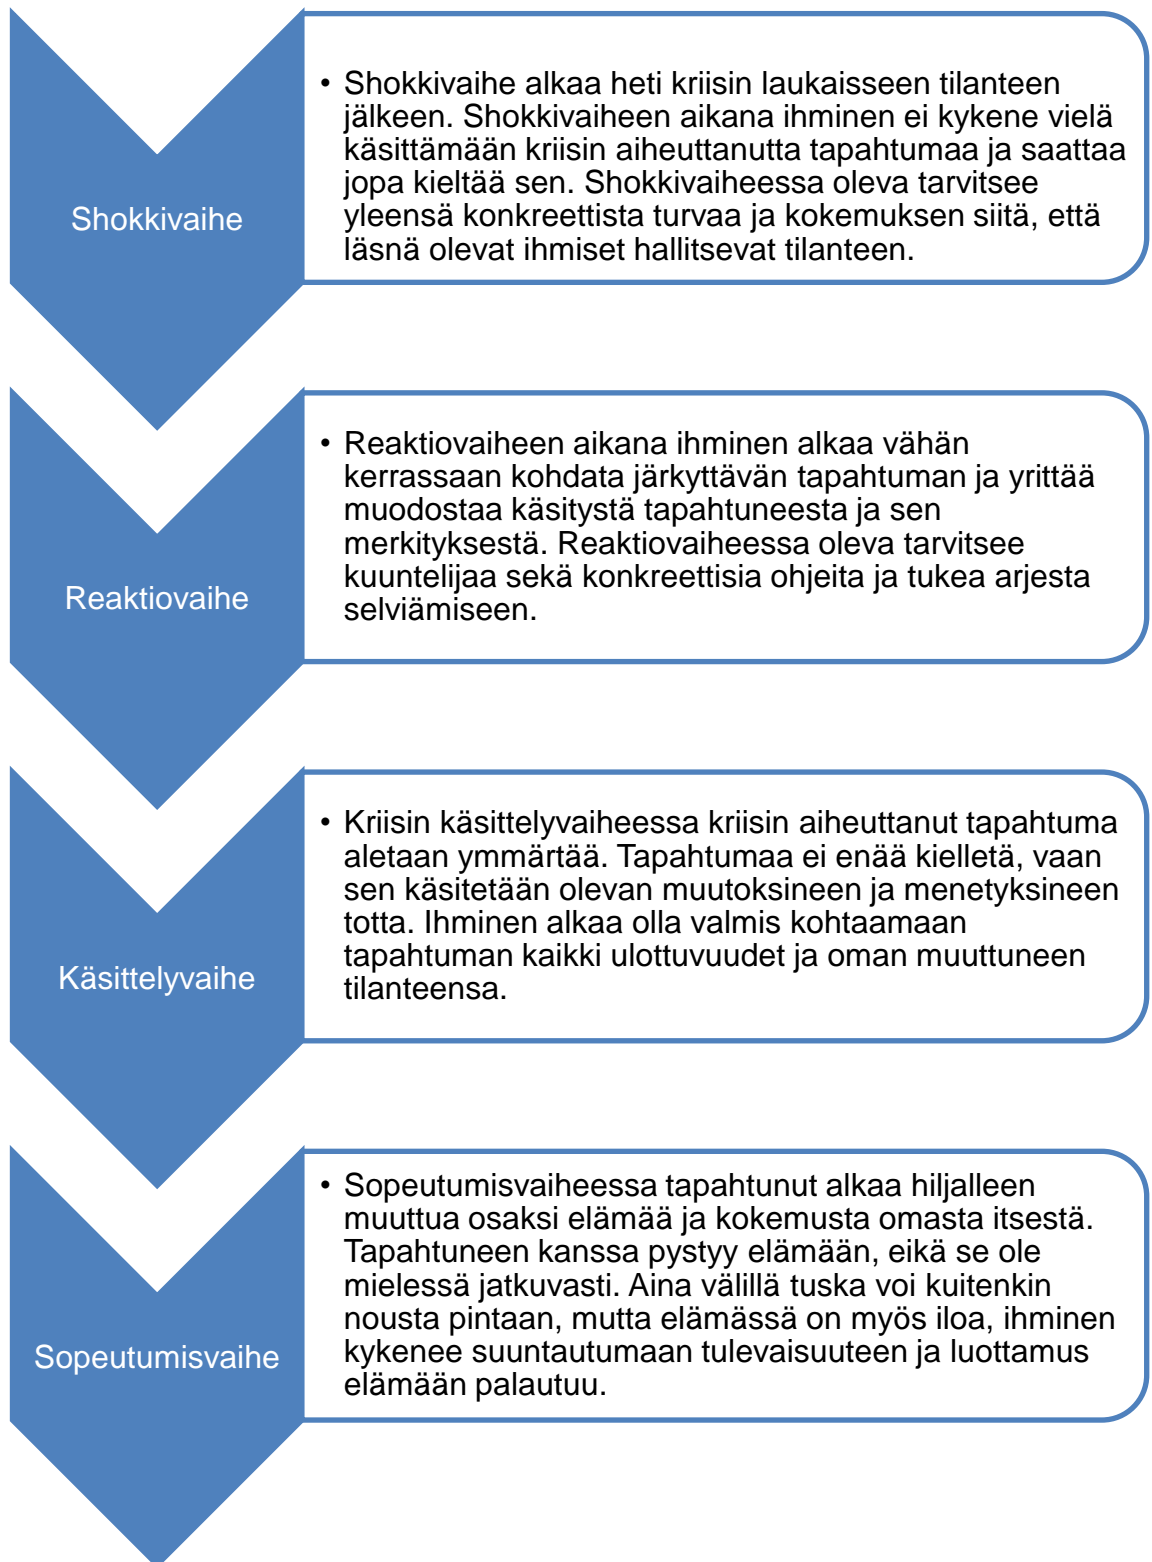 Shokkivaihe
• Shokkivaihe alkaa heti kriisin laukaisseen tilanteen
jälkeen. Shokkivaiheen aikana ihminen ei kykene vielä
käsittämään kriisin aiheuttanutta tapahtumaa ja saattaa
jopa kieltää sen. Shokkivaiheessa oleva tarvitsee
yleensä konkreettista turvaa ja kokemuksen siitä, että
läsnä olevat ihmiset hallitsevat tilanteen.
Reaktiovaihe
• Reaktiovaiheen aikana ihminen alkaa vähän
kerrassaan kohdata järkyttävän tapahtuman ja yrittää
muodostaa käsitystä tapahtuneesta ja sen
merkityksestä. Reaktiovaiheessa oleva tarvitsee
kuuntelijaa sekä konkreettisia ohjeita ja tukea arjesta
selviämiseen.
Käsittelyvaihe
• Kriisin käsittelyvaiheessa kriisin aiheuttanut tapahtuma
aletaan ymmärtää. Tapahtumaa ei enää kielletä, vaan
sen käsitetään olevan muutoksineen ja menetyksineen
totta. Ihminen alkaa olla valmis kohtaamaan
tapahtuman kaikki ulottuvuudet ja oman muuttuneen
tilanteensa.
Sopeutumisvaihe
• Sopeutumisvaiheessa tapahtunut alkaa hiljalleen
muuttua osaksi elämää ja kokemusta omasta itsestä.
Tapahtuneen kanssa pystyy elämään, eikä se ole
mielessä jatkuvasti. Aina välillä tuska voi kuitenkin
nousta pintaan, mutta elämässä on myös iloa, ihminen
kykenee suuntautumaan tulevaisuuteen ja luottamus
elämään palautuu.